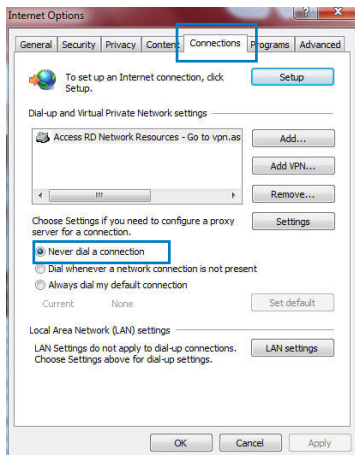 Internet Options
General Security Privacy Content Connections Programs Advanced
To set up an Internet connection, click
Setup.
Setup
Dial-up and Virtual Private Network settings
Access RD Network Resources - Go to vpn.as
Add...
Add VPN...
Remove...
Choose Settings if you need to configure a proxy
server for a connection.
Settings
Never dial a connection
Dial whenever a network connection is not present
Always dial my default connection
Current None
Set default
Local Area Network (LAN) settings
LAN Settings do not apply to dial-up connections.
Choose Settings above for dial-up settings.
LAN settings
OK Cancel Apply